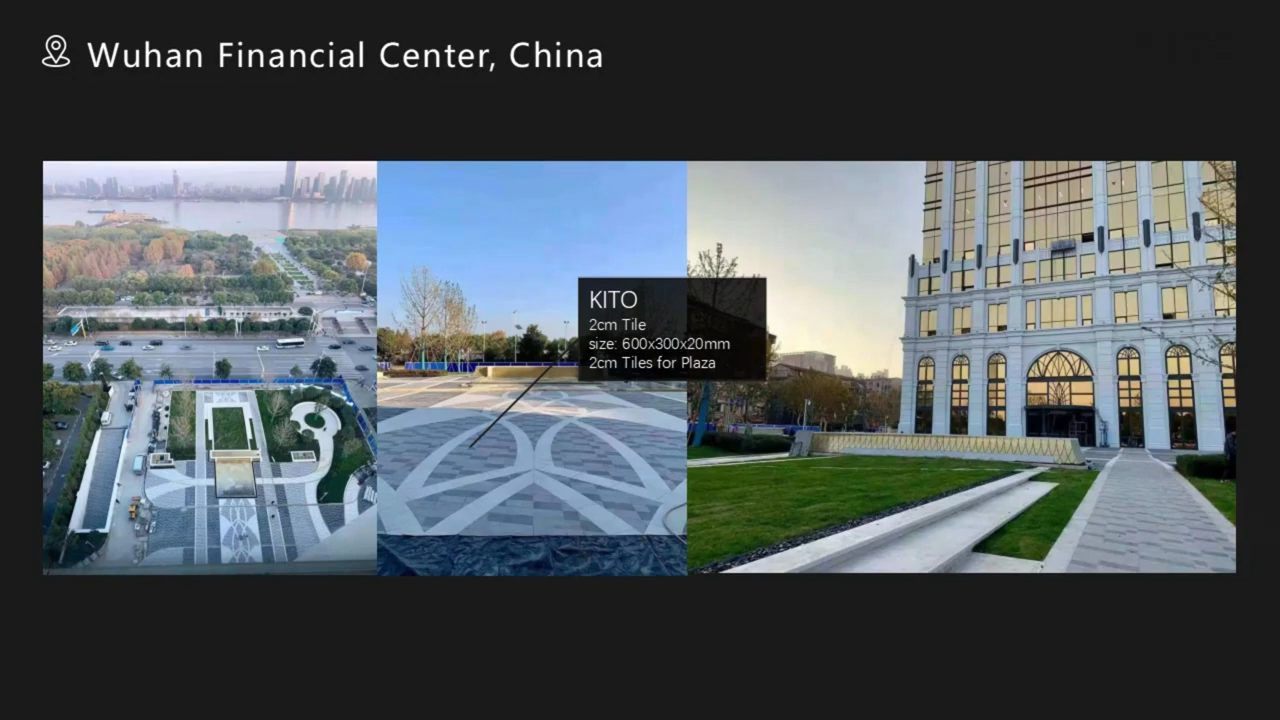 Wuhan Financial Center, China
KITO
2cm Tile
size: 600x300x20mm
2cm Tiles for Plaza